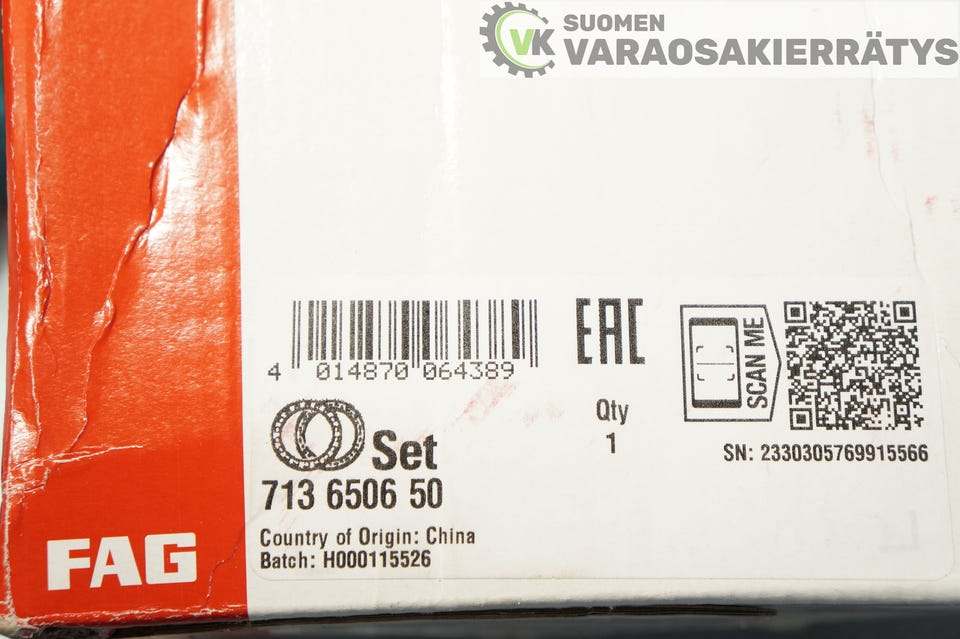 SUOMEN
VK VARAOSAKIERRÄTYS
4 014870 064389
EAC
SCAN ME
Qty
1
SN: 2330305769915566
Set
713 6506 50
Country of Origin: China
Batch: H000115526
FAG